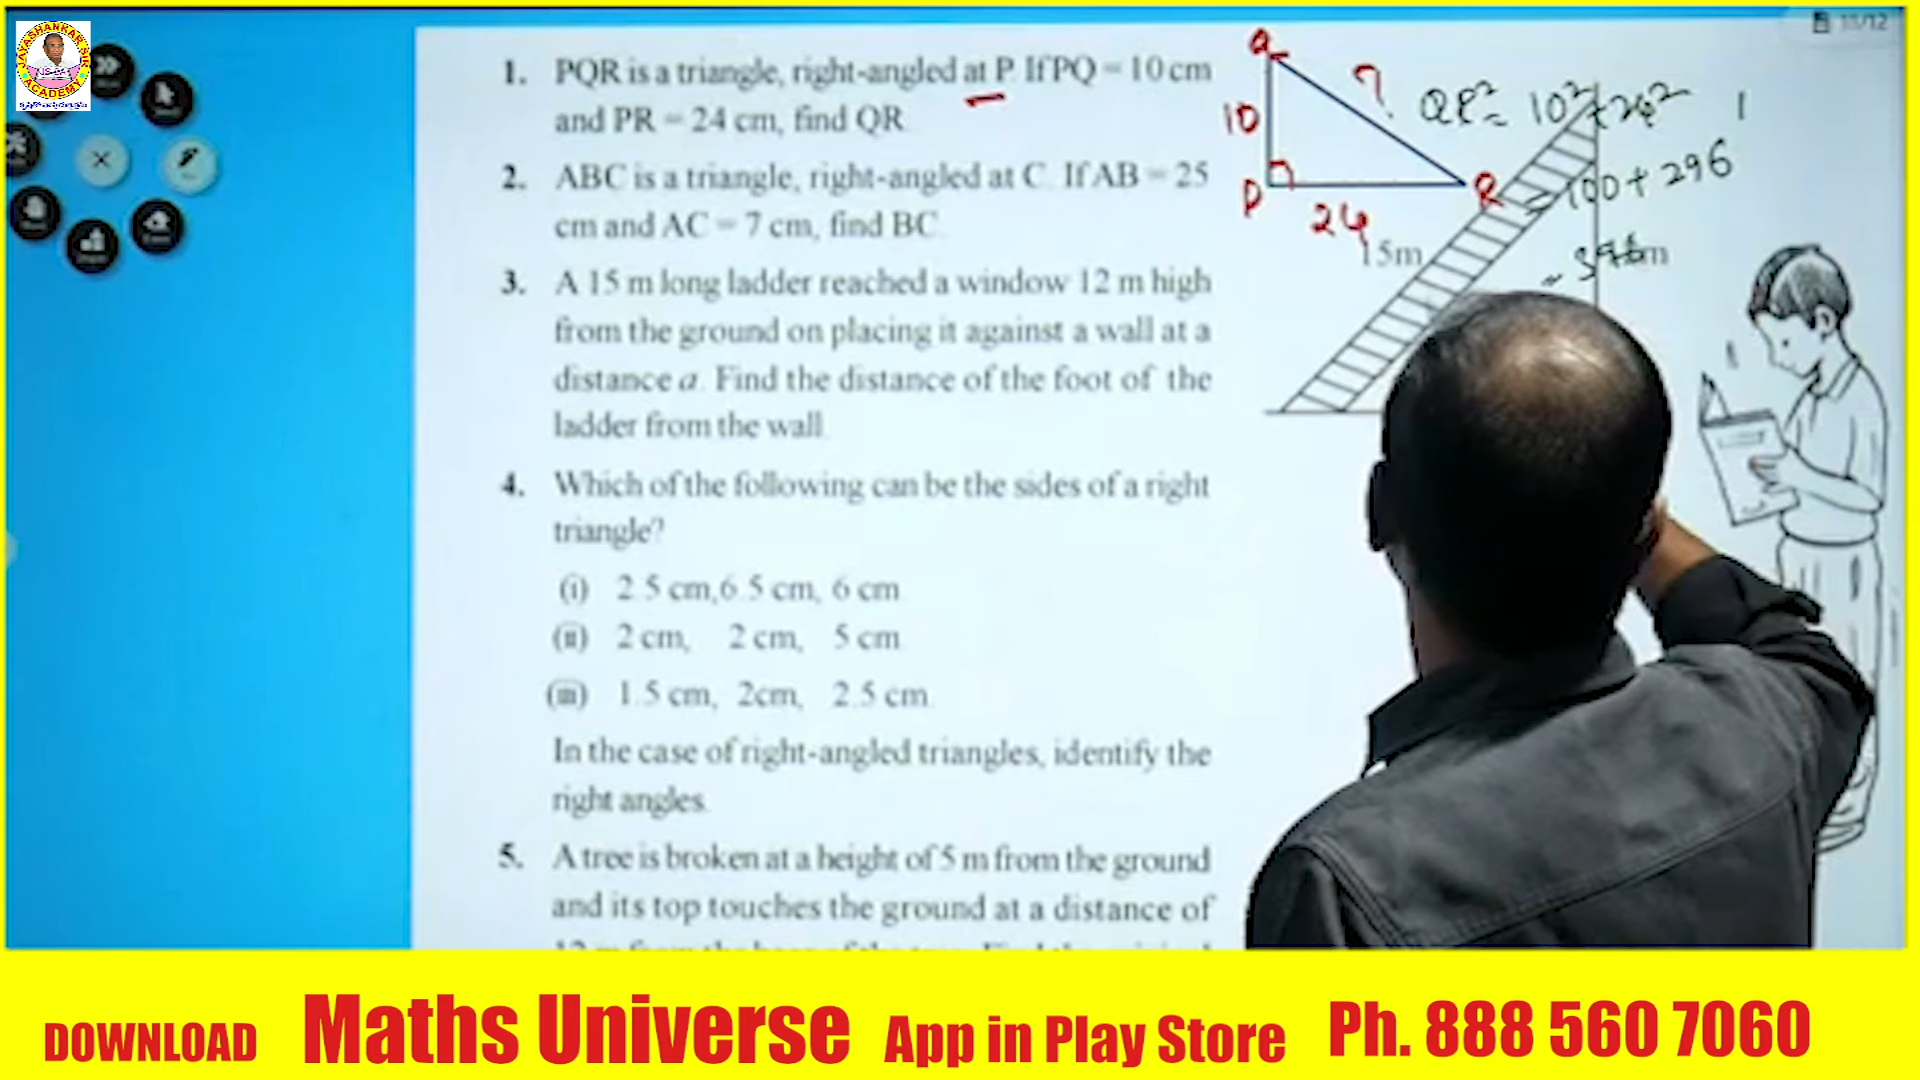 JAYASHANKAR SIR
ACADEMY
11/12
1. PQR is a triangle, right-angled at P. If PQ = 10 cm
and PR = 24 cm, find QR.
2. ABC is a triangle, right-angled at C. If AB = 25
cm and AC = 7 cm, find BC.
3. A 15 m long ladder reached a window 12 m high
from the ground on placing it against a wall at a
distance a. Find the distance of the foot of the
ladder from the wall.
4. Which of the following can be the sides of a right
triangle?
(i) 2.5 cm, 6.5 cm, 6 cm.
(ii) 2 cm, 2 cm, 5 cm.
(iii) 1.5 cm, 2cm, 2.5 cm.
In the case of right-angled triangles, identify the
right angles.
5. A tree is broken at a height of 5 m from the ground
and its top touches the ground at a distance of
Q
10
?
P
24
R
15m
= 10² + 24²
= 100 + 296
DOWNLOAD Maths Universe App in Play Store Ph. 888 560 7060